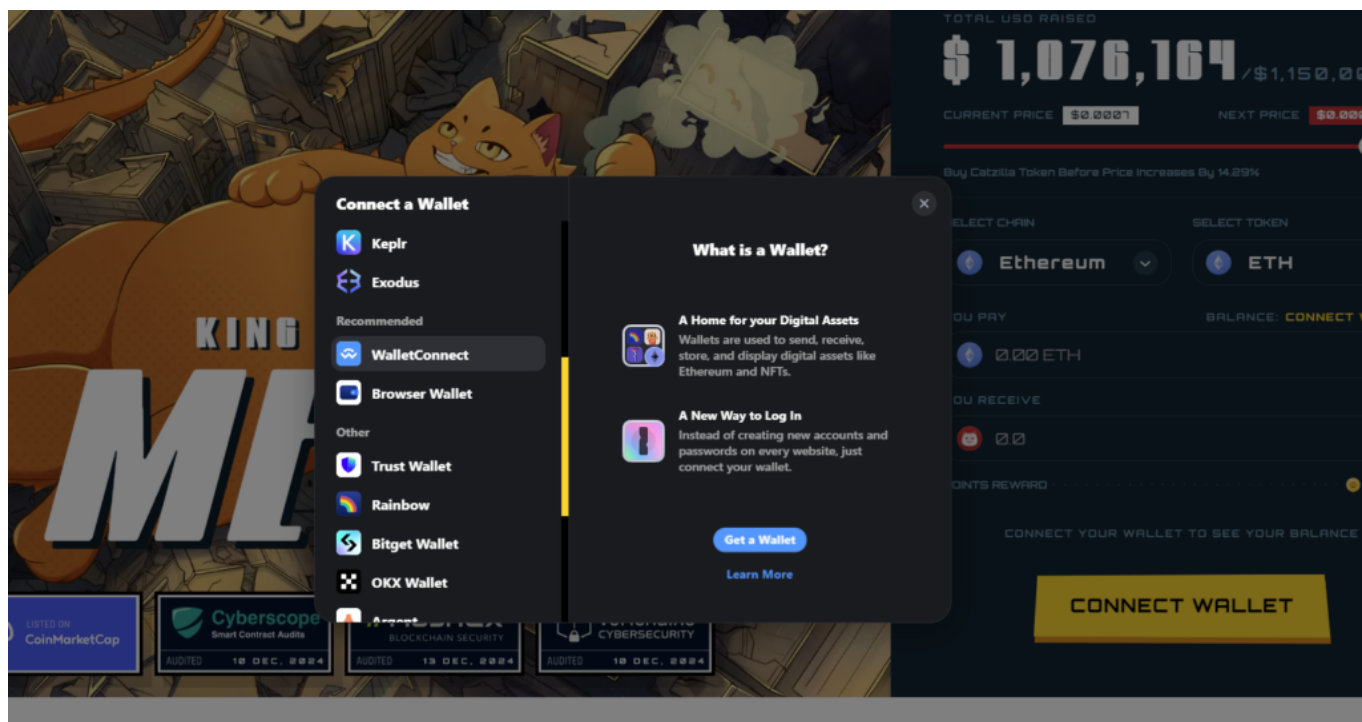 TOTAL USD RAISED
$ 1,076,164
CURRENT PRICE $0.0007 NEXT PRICE
Buy Catzilla Token Before Price Increases By 14.29%
KING
Connect a Wallet
Keplr
Exodus
Recommended
WalletConnect
Browser Wallet
Other
Trust Wallet
Rainbow
Bitget Wallet
OKX Wallet
Argent
What is a Wallet?
A Home for your Digital Assets
Wallets are used to send, receive,
store, and display digital assets like
Ethereum and NFTs.
A New Way to Log In
Instead of creating new accounts and
passwords on every website, just
connect your wallet.
Get a Wallet
Learn More
SELECT TOKEN
Ethereum
ETH
BALANCE: CONNECT
0.00 ETH
RECEIVE
0.0
REWARD
CONNECT YOUR WALLET TO SEE YOUR BALANCE
CONNECT WALLET
LISTED ON
CoinMarketCap
Cyberscope
Smart Contract Audits
AUDITED 10 DEC, 2024
BLOCKCHAIN SECURITY
AUDITED 13 DEC, 2024
CYBERSECURITY
AUDITED 10 DEC, 2024